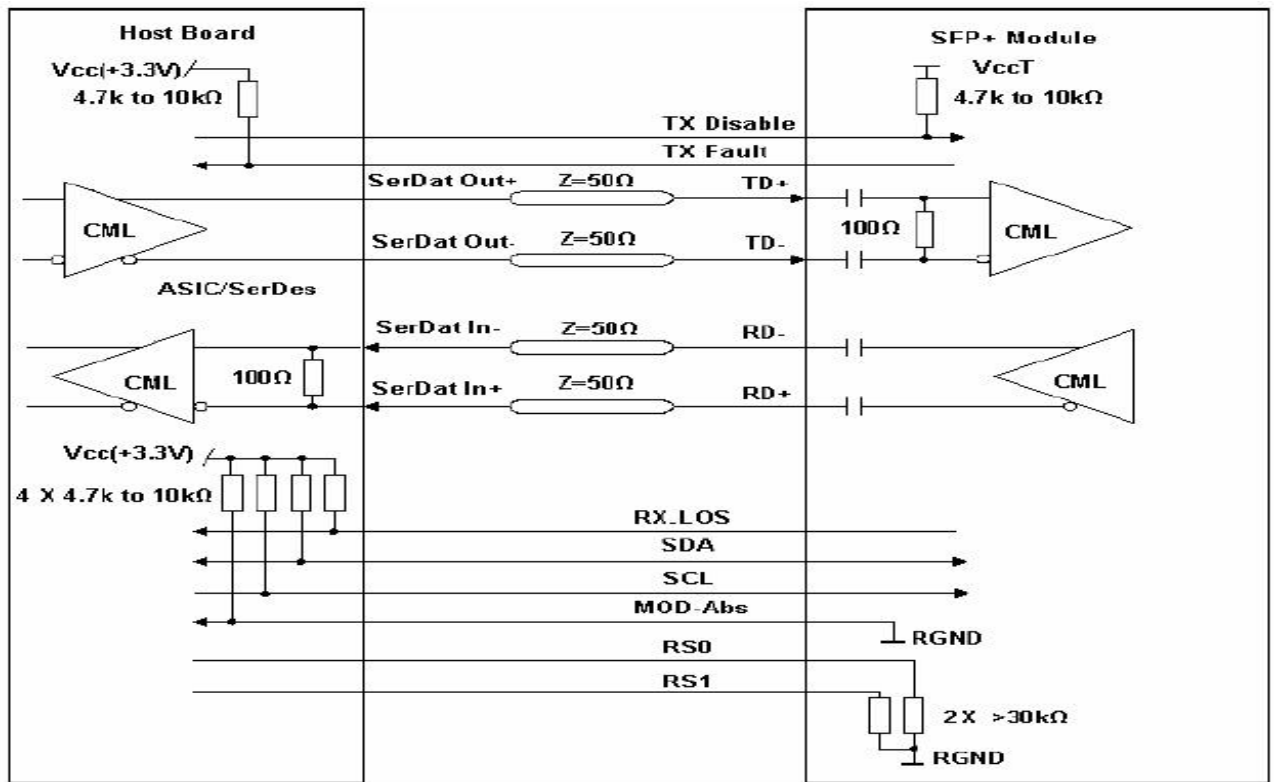 Host Board
SFP+ Module
Vcc(+3.3V)
VccT
4.7k to 10kΩ
4.7k to 10kΩ
TX Disable
TX Fault
SerDat Out+
Z=50Ω
TD+
CML
100Ω
CML
SerDat Out-
Z=50Ω
TD-
ASIC/SerDes
SerDat In-
Z=50Ω
RD-
CML
100Ω
CML
SerDat In+
Z=50Ω
RD+
Vcc(+3.3V)
4 X 4.7k to 10kΩ
RX_LOS
SDA
SCL
MOD-Abs
RGND
RS0
RS1
2X >30kΩ
RGND